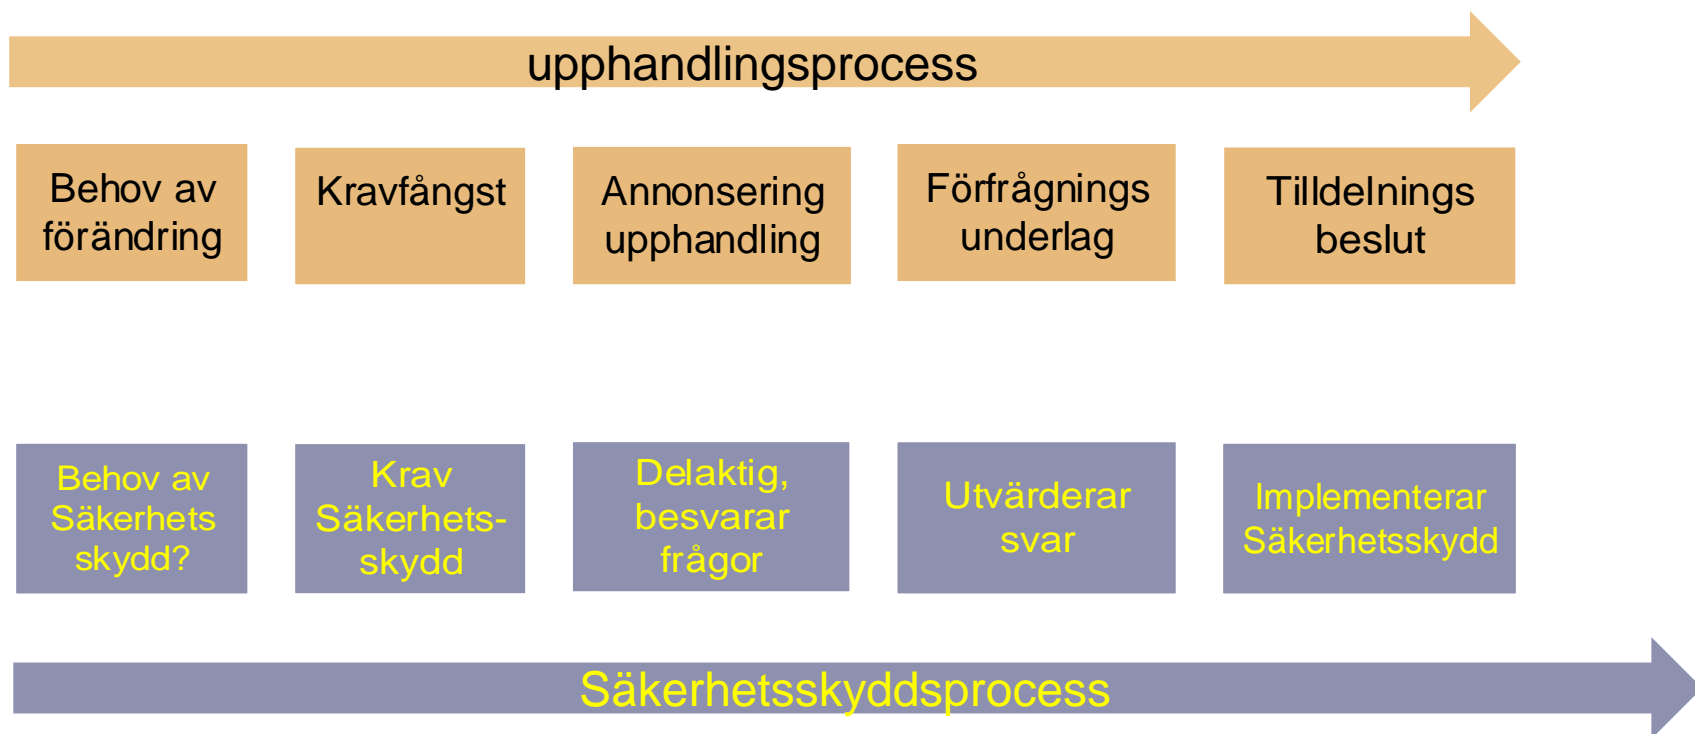 upphandlingsprocess
Behov av
förändring
Kravfångst
Annonsering
upphandling
Förfrågnings
underlag
Tilldelnings
beslut
Behov av
Säkerhets
skydd?
Krav
Säkerhets-
skydd
Delaktig,
besvarar
frågor
Utvärderar
svar
Implementerar
Säkerhetsskydd
Säkerhetsskyddsprocess